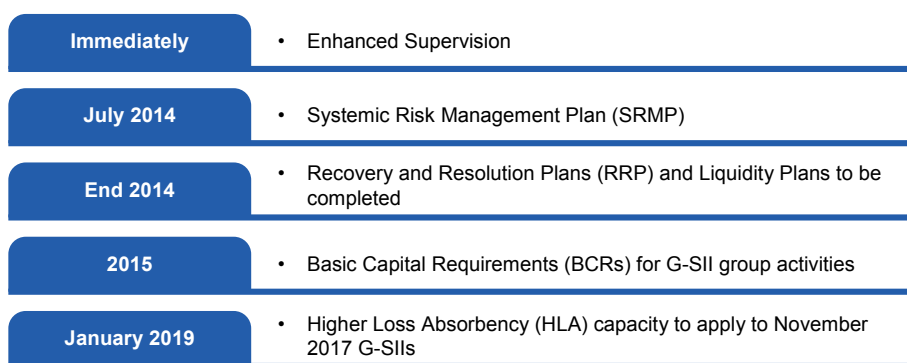 Immediately
• Enhanced Supervision
July 2014
• Systemic Risk Management Plan (SRMP)
End 2014
• Recovery and Resolution Plans (RRP) and Liquidity Plans to be
completed
2015
• Basic Capital Requirements (BCRs) for G-SII group activities
January 2019
• Higher Loss Absorbency (HLA) capacity to apply to November
2017 G-SIIs